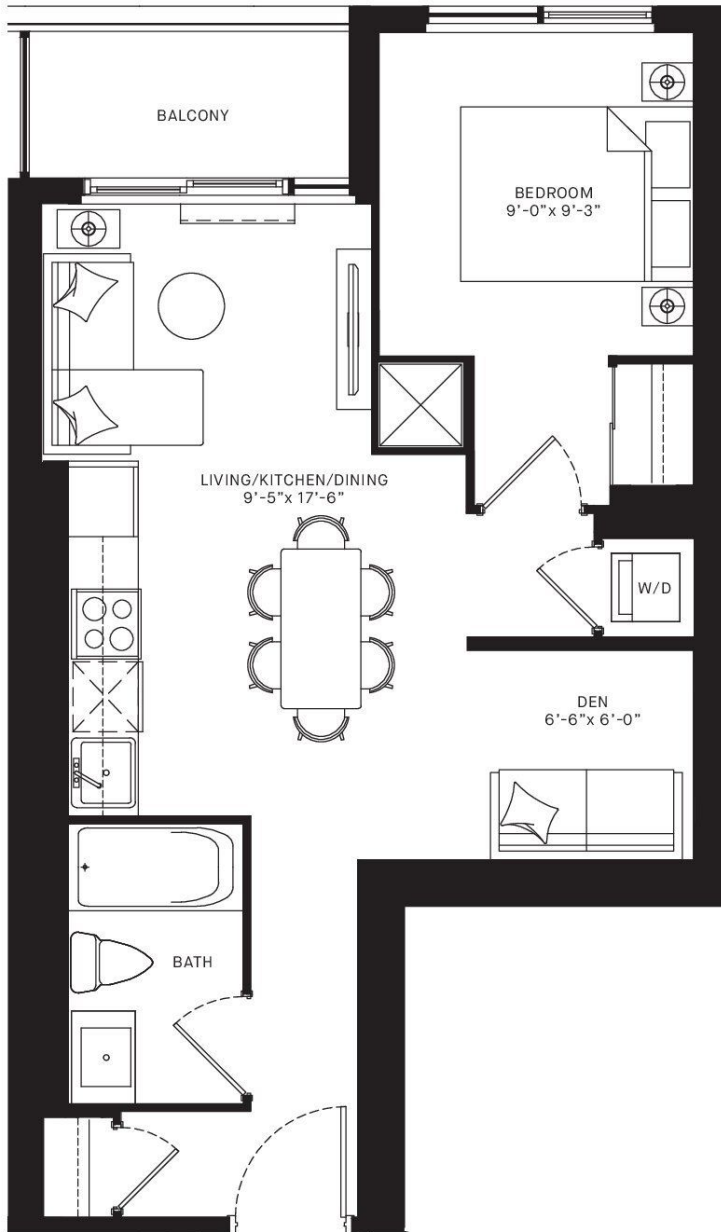 BALCONY
BEDROOM
9'-0"x 9'-3"
LIVING/KITCHEN/DINING
9'-5"x 17'-6"
W/D
DEN
6'-6"x 6'-0"
BATH